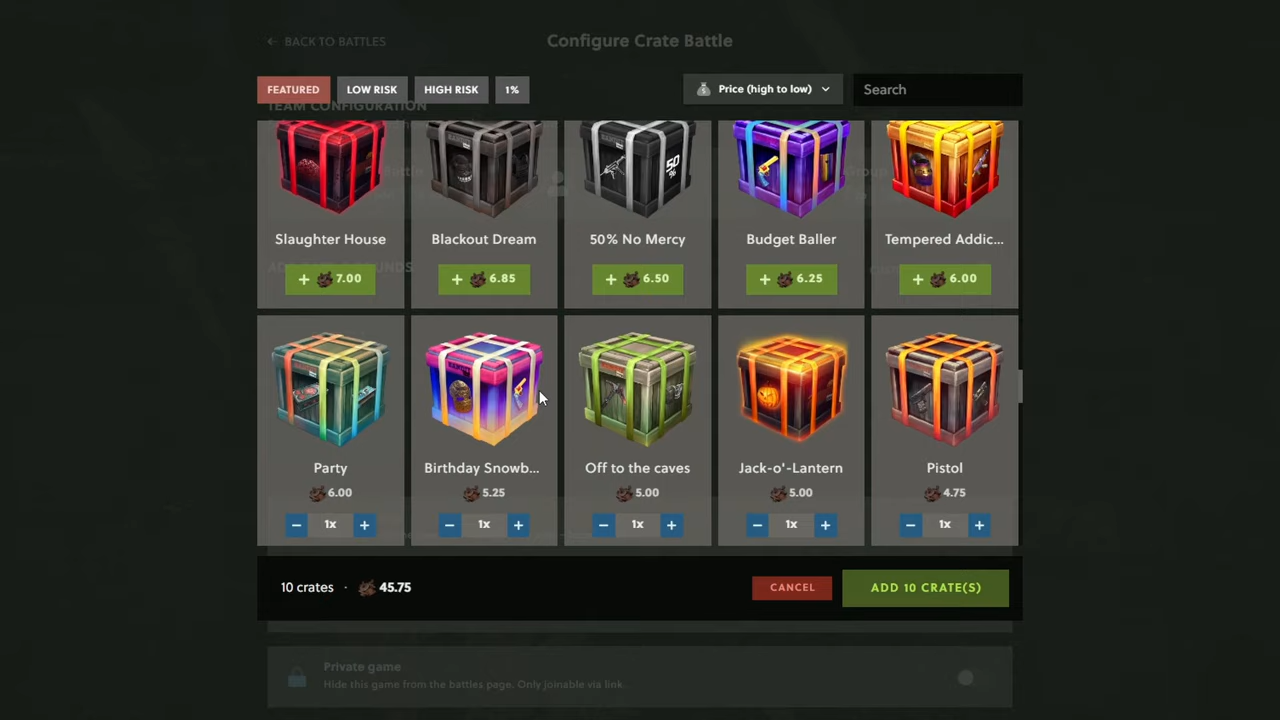 BACK TO BATTLES
Configure Crate Battle
FEATURED
LOW RISK
HIGH RISK
1%
Price (high to low)
Search
TEAM CONFIGURATION
50%
Slaughter House
Blackout Dream
50% No Mercy
Budget Baller
Tempered Addic...
+ 7.00
+ 6.85
+ 6.50
+ 6.25
+ 6.00
Party
Birthday Snowb...
Off to the caves
Jack-o'-Lantern
Pistol
6.00
5.25
5.00
5.00
4.75
− 1x +
− 1x +
− 1x +
− 1x +
− 1x +
10 crates · 45.75
CANCEL
ADD 10 CRATE(S)
Private game
Hide this game from the battles page. Only joinable via link.